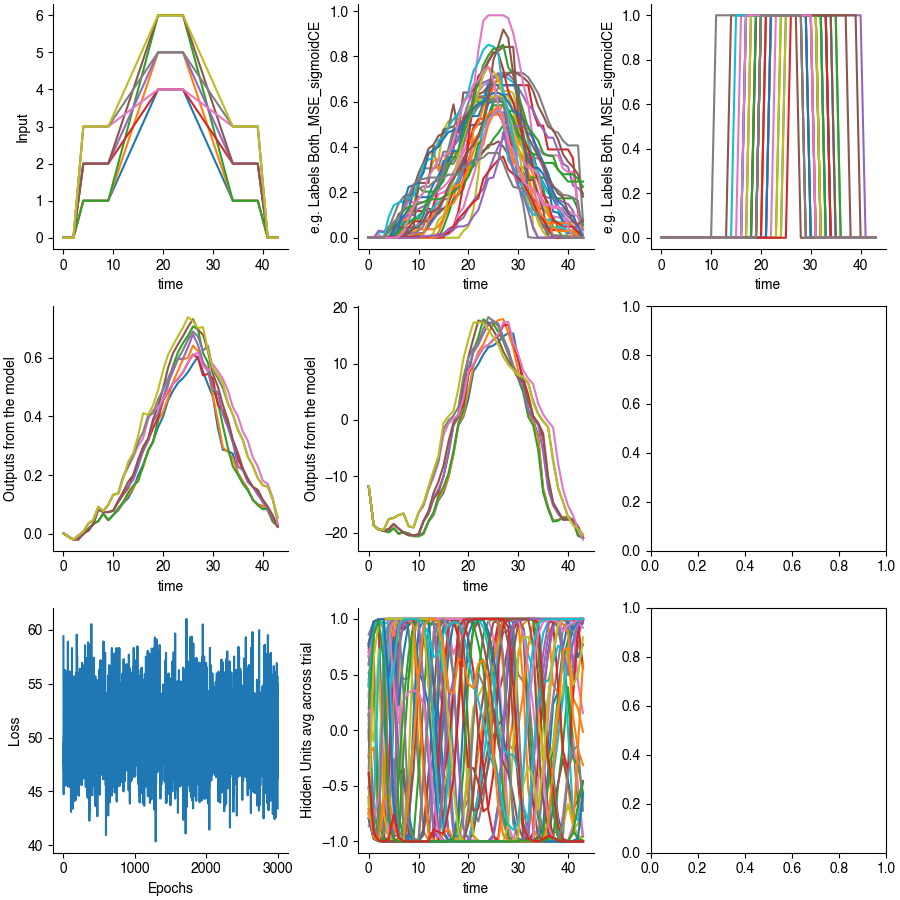 6
5
4
3
2
1
0
Input
0 10 20 30 40
time
1.0
0.8
0.6
0.4
0.2
0.0
e.g. Labels Both_MSE_sigmoidCE
0 10 20 30 40
time
1.0
0.8
0.6
0.4
0.2
0.0
e.g. Labels Both_MSE_sigmoidCE
0 10 20 30 40
time
0.6
0.4
0.2
0.0
Outputs from the model
0 10 20 30 40
time
20
10
0
−10
−20
Outputs from the model
0 10 20 30 40
time
1.0
0.8
0.6
0.4
0.2
0.0
0.0 0.2 0.4 0.6 0.8 1.0
60
55
50
45
40
Loss
0 1000 2000 3000
Epochs
1.0
0.5
0.0
−0.5
−1.0
Hidden Units avg across trial
0 10 20 30 40
time
1.0
0.8
0.6
0.4
0.2
0.0
0.0 0.2 0.4 0.6 0.8 1.0